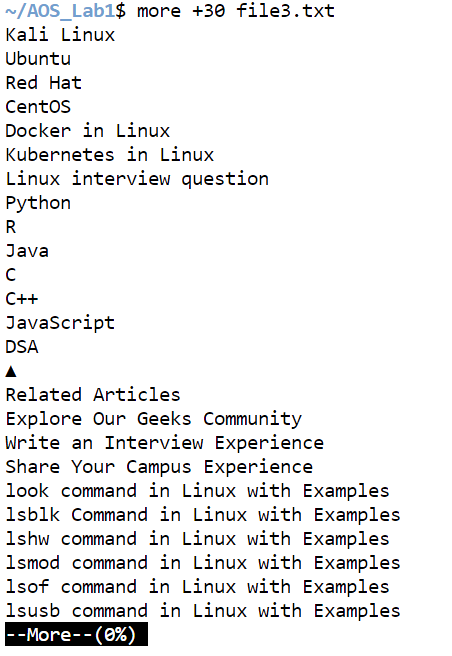 ~/AOS_Lab1$ more +30 file3.txt
Kali Linux
Ubuntu
Red Hat
CentOS
Docker in Linux
Kubernetes in Linux
Linux interview question
Python
R
Java
C
C++
JavaScript
DSA
▲
Related Articles
Explore Our Geeks Community
Write an Interview Experience
Share Your Campus Experience
look command in Linux with Examples
lsblk Command in Linux with Examples
lshw command in Linux with Examples
lsmod command in Linux with Examples
lsof command in Linux with Examples
lsusb command in Linux with Examples
--More--(0%)